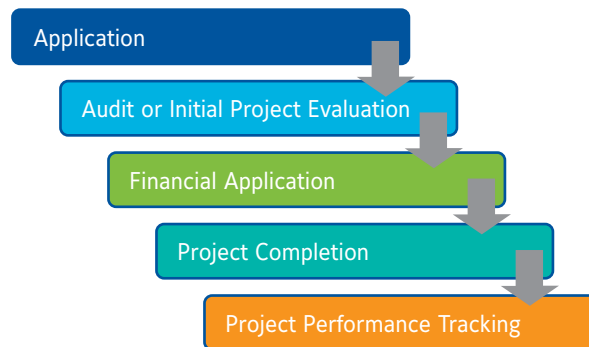 Application
Audit or Initial Project Evaluation
Financial Application
Project Completion
Project Performance Tracking